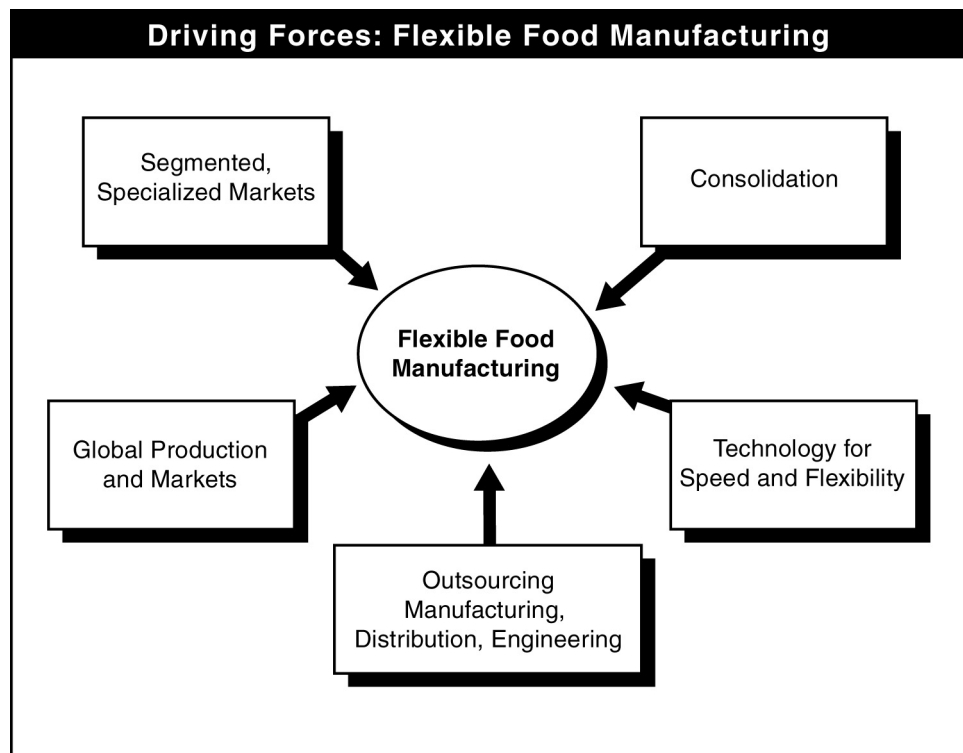 Driving Forces: Flexible Food Manufacturing
Segmented,
Specialized Markets
Consolidation
Flexible Food
Manufacturing
Global Production
and Markets
Technology for
Speed and Flexibility
Outsourcing
Manufacturing,
Distribution, Engineering